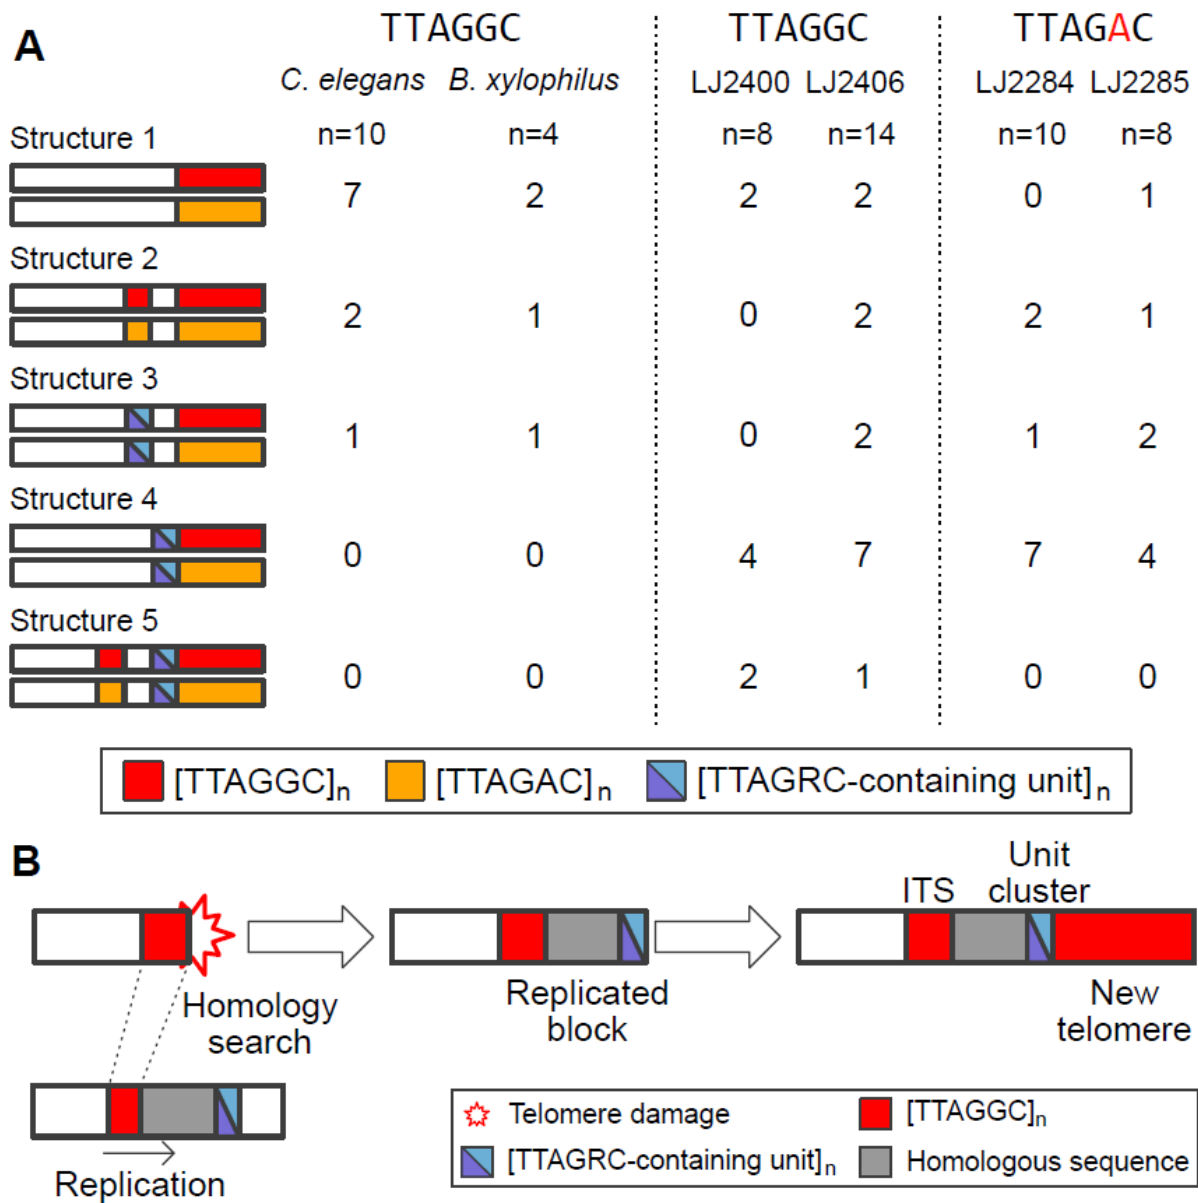 A
TTAGGC TTAGGC TTAGAC
C. elegans B. xylophilus LJ2400 LJ2406 LJ2284 LJ2285
n=10 n=4 n=8 n=14 n=10 n=8
Structure 1
7 2 2 2 0 1
Structure 2
2 1 0 2 2 1
Structure 3
1 1 0 2 1 2
Structure 4
0 0 4 7 7 4
Structure 5
0 0 2 1 0 0
[TTAGGC]n [TTAGAC]n [TTAGRC-containing unit]n
B
Homology
search
Replication
Replicated
block
ITS
Unit
cluster
New
telomere
Telomere damage
[TTAGGC]n
[TTAGRC-containing unit]n
Homologous sequence